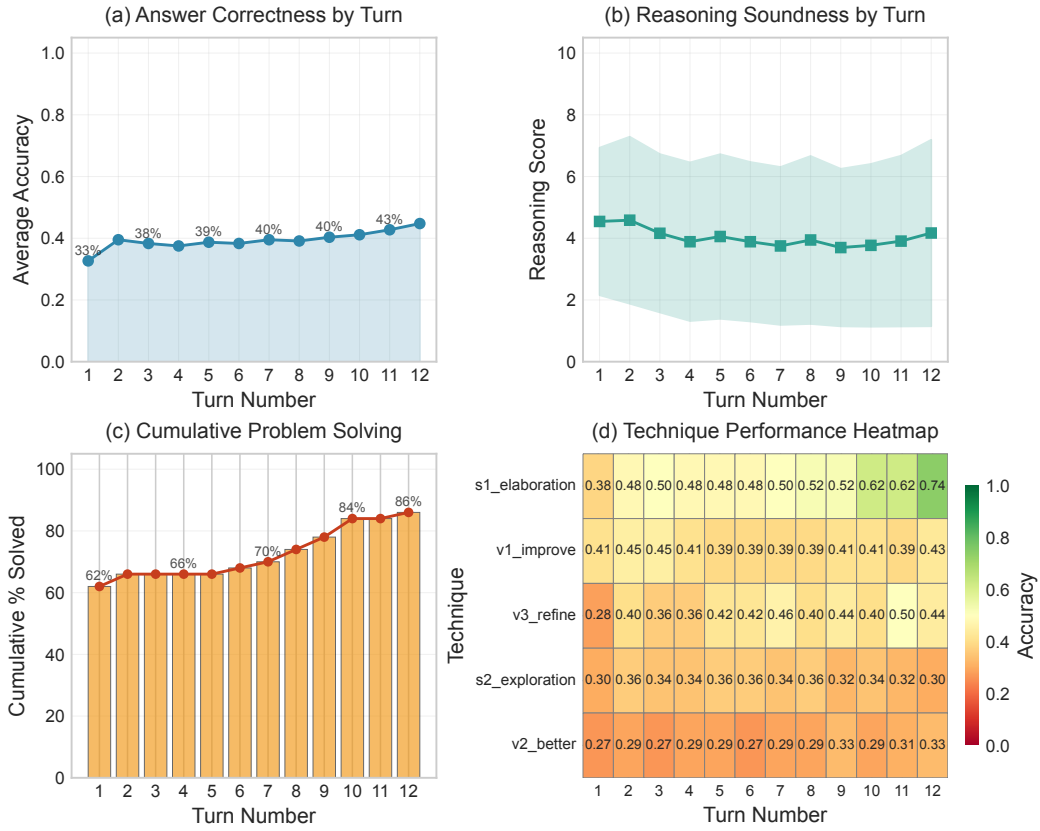 (a) Answer Correctness by Turn
1.0
0.8
0.6
0.4
0.2
0.0
Average Accuracy
33%
38%
39%
40%
40%
43%
1 2 3 4 5 6 7 8 9 10 11 12
Turn Number
(b) Reasoning Soundness by Turn
10
8
6
4
2
0
Reasoning Score
1 2 3 4 5 6 7 8 9 10 11 12
Turn Number
(c) Cumulative Problem Solving
100
80
60
40
20
0
Cumulative % Solved
62%
66%
70%
84%
86%
1 2 3 4 5 6 7 8 9 10 11 12
Turn Number
(d) Technique Performance Heatmap
Technique
s1_elaboration 0.38 0.48 0.50 0.48 0.48 0.48 0.50 0.52 0.52 0.62 0.62 0.74
v1_improve 0.41 0.45 0.45 0.41 0.39 0.39 0.39 0.39 0.41 0.41 0.39 0.43
v3_refine 0.28 0.40 0.36 0.36 0.42 0.42 0.46 0.40 0.44 0.40 0.50 0.44
s2_exploration 0.30 0.36 0.34 0.34 0.36 0.36 0.34 0.36 0.32 0.34 0.32 0.30
v2_better 0.27 0.29 0.27 0.29 0.29 0.27 0.29 0.29 0.33 0.29 0.31 0.33
1 2 3 4 5 6 7 8 9 10 11 12
Turn Number
1.0
0.8
0.6
0.4
0.2
0.0
Accuracy